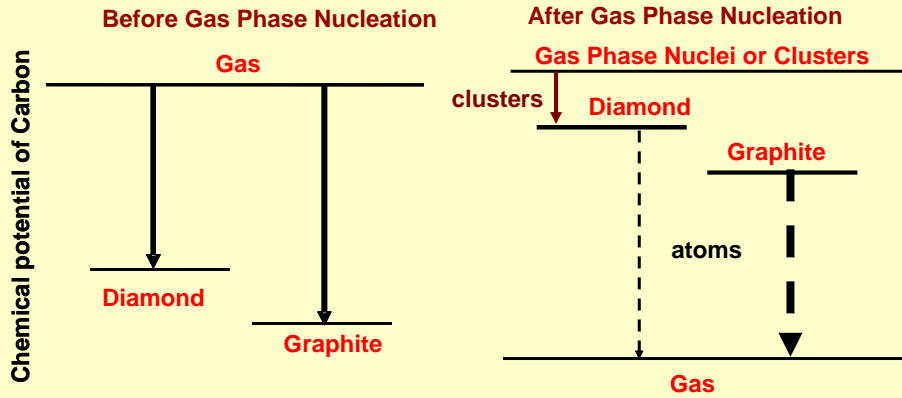 Before Gas Phase Nucleation
After Gas Phase Nucleation
Chemical potential of Carbon
Gas
Diamond
Graphite
Gas Phase Nuclei or Clusters
clusters
Diamond
Graphite
atoms
Gas